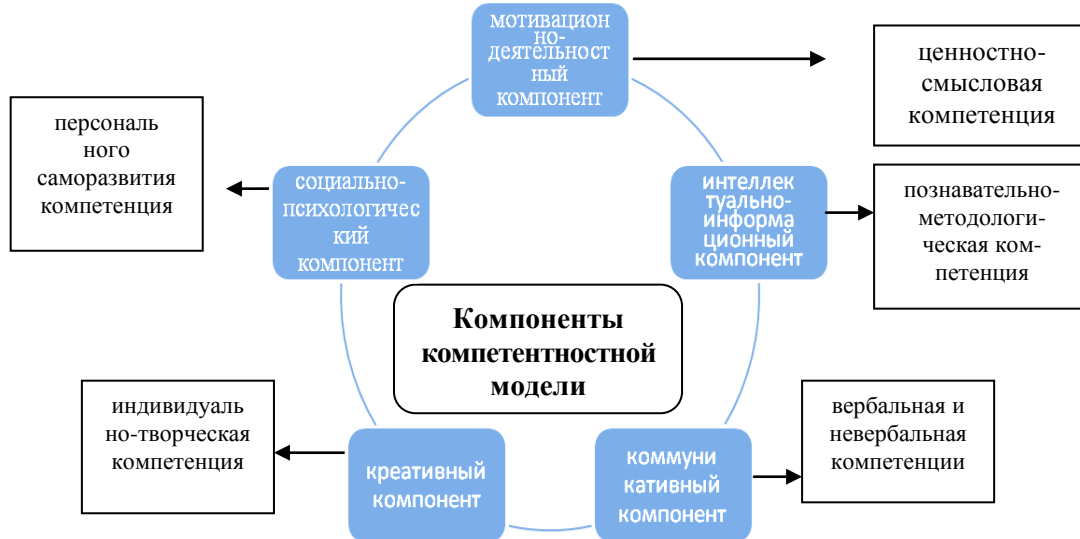 мотивацион
но-
деятельност
ный
компонент
ценностно-
смысловая
компетенция
персональ
ного
саморазвития
компетенция
социально-
психологичес
кий
компонент
интеллек
туально-
информа
ционный
компонент
познавательно-
методологи-
ческая ком-
петенция
Компоненты
компетентностной
модели
индивидуаль
но-творческая
компетенция
креативный
компонент
коммуни
кативный
компонент
вербальная и
невербальная
компетенции